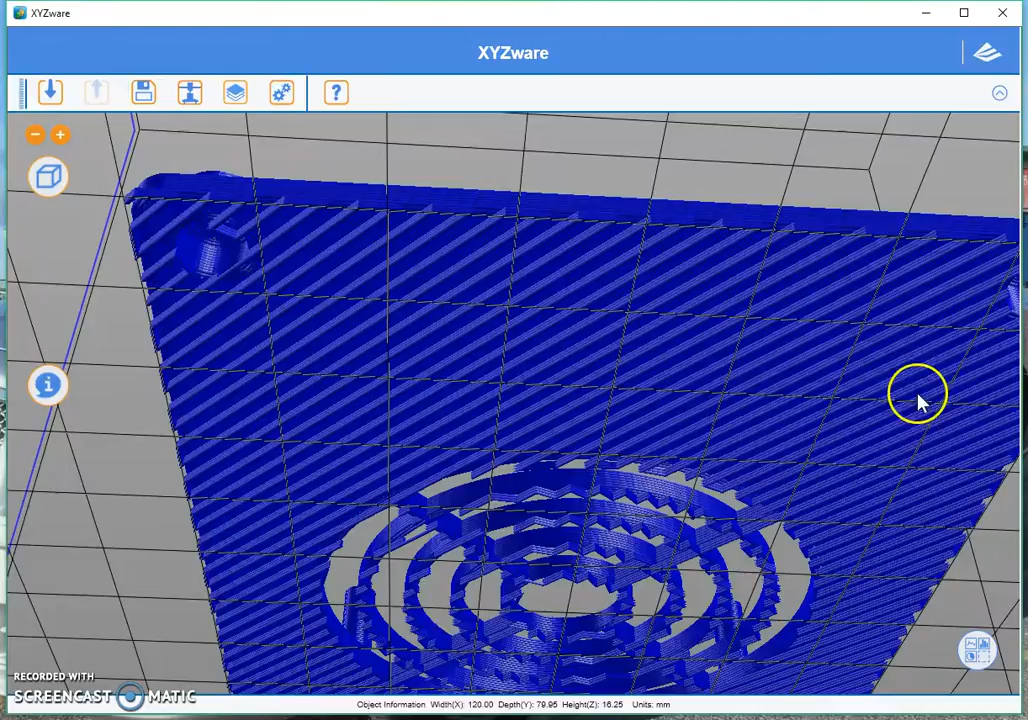 XYZware
XYZware
?
i
RECORDED WITH
SCREENCAST MATIC
Object Information Width(X): 120.00 Depth(Y): 79.95 Height(Z): 16.25 Units: mm